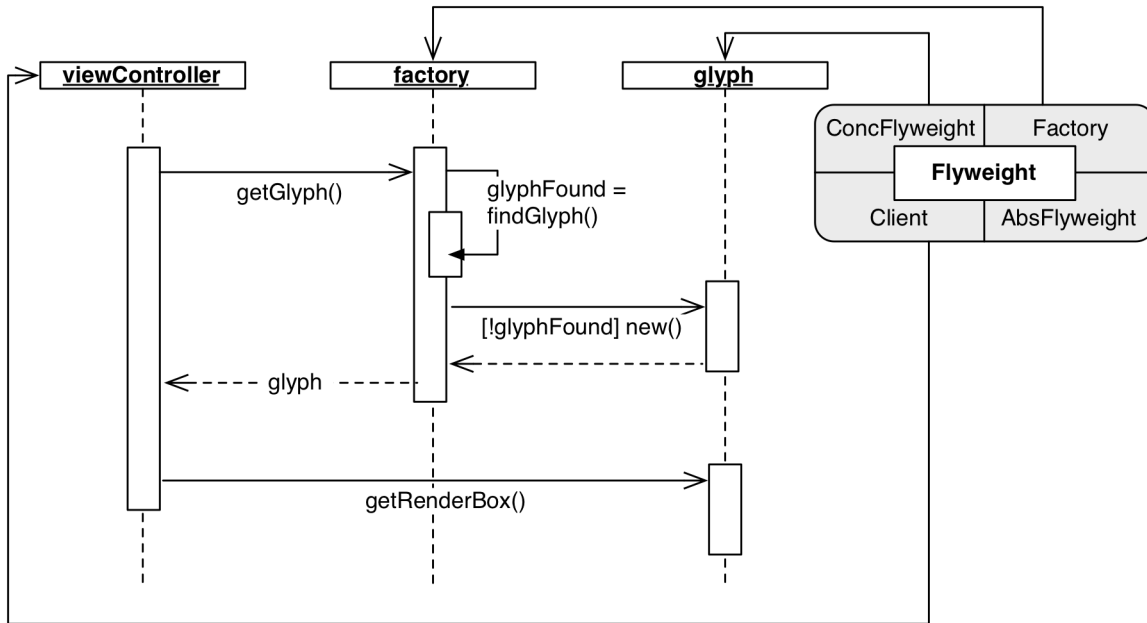 viewController
factory
glyph
ConcFlyweight
Factory
Flyweight
Client
AbsFlyweight
getGlyph()
glyphFound =
findGlyph()
[!glyphFound] new()
glyph
getRenderBox()